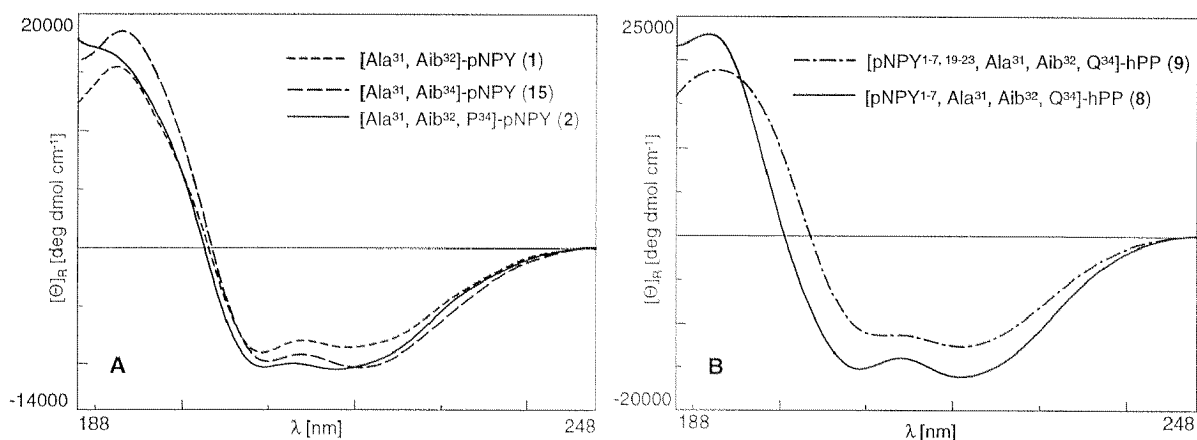 20000
[Ala³¹, Aib³²]-pNPY (1)
[Ala³¹, Aib³⁴]-pNPY (15)
[Ala³¹, Aib³², P³⁴]-pNPY (2)
[Θ]R [deg dmol cm⁻¹]
A
-14000
188
λ [nm]
248
25000
[pNPY¹⁻⁷, ¹⁹⁻²³, Ala³¹, Aib³², Q³⁴]-hPP (9)
[pNPY¹⁻⁷, Ala³¹, Aib³², Q³⁴]-hPP (8)
[Θ]R [deg dmol cm⁻¹]
B
-20000
188
λ [nm]
248